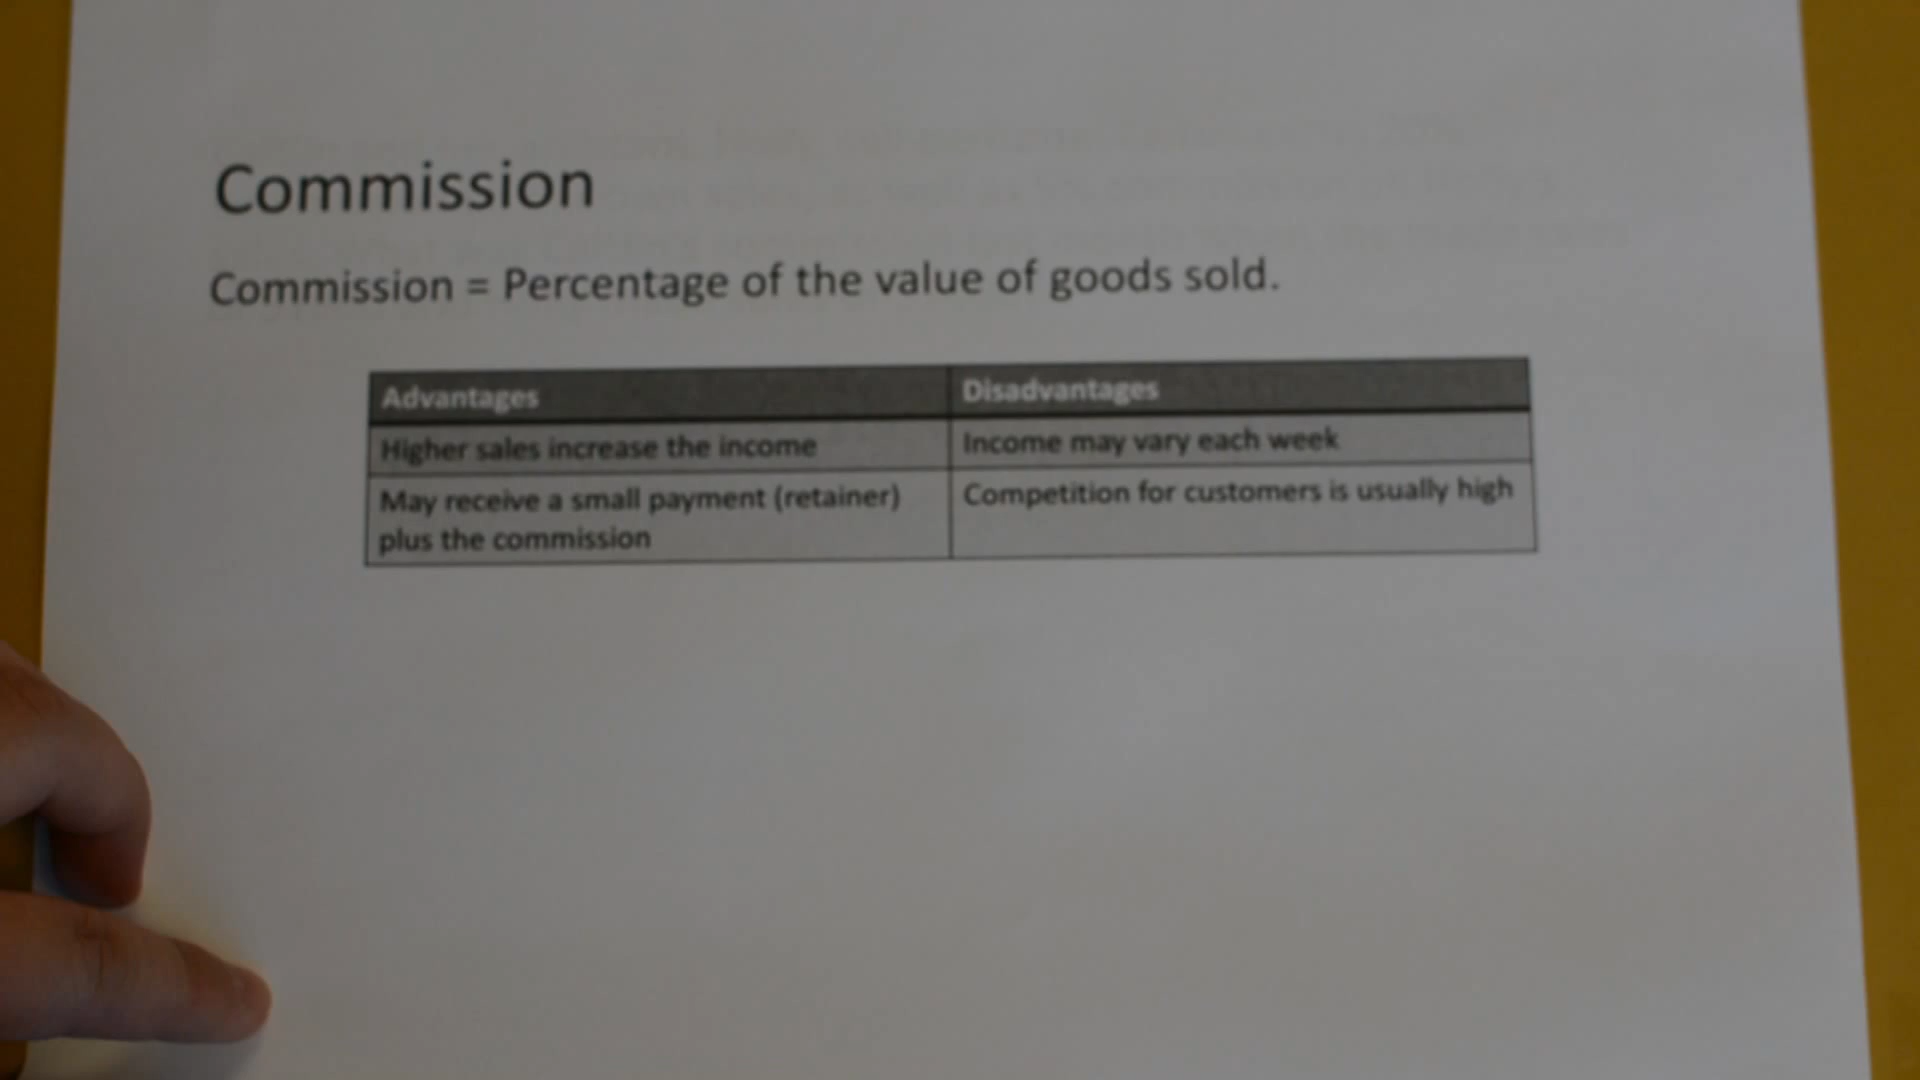 Commission
Commission = Percentage of the value of goods sold.
Advantages
Disadvantages
Higher sales increase the income
Income may vary each week
May receive a small payment (retainer)
plus the commission
Competition for customers is usually high